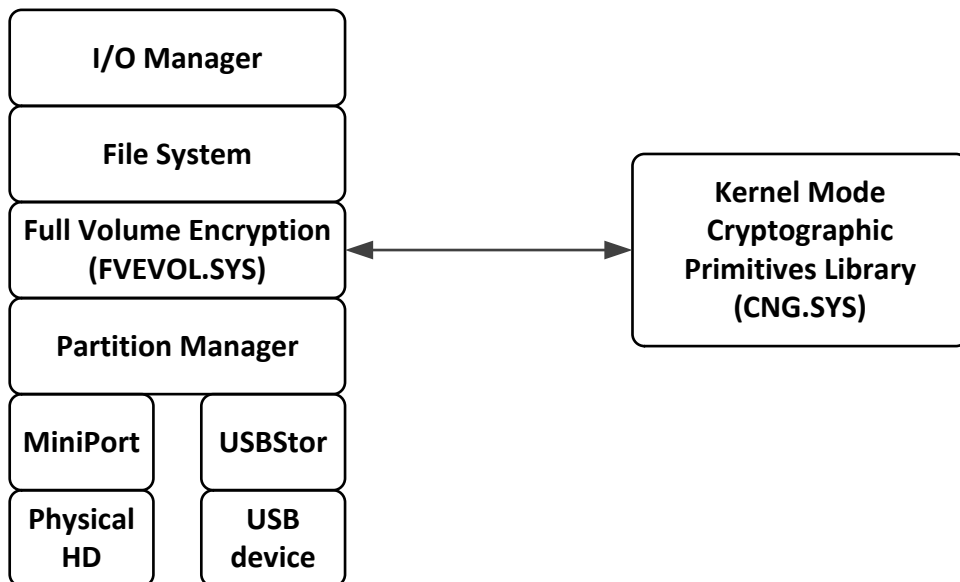 I/O Manager
File System
Full Volume Encryption
(FVEVOL.SYS)
Partition Manager
MiniPort
USBStor
Physical
HD
USB
device
Kernel Mode
Cryptographic
Primitives Library
(CNG.SYS)